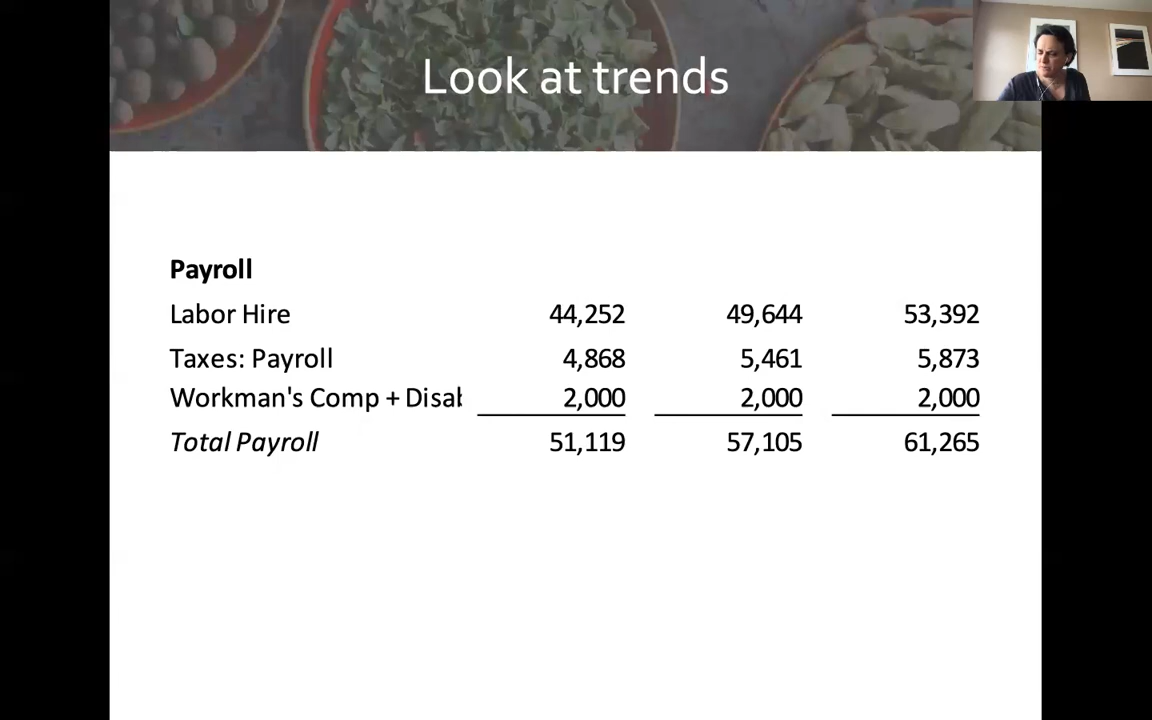 Look at trends
Payroll
Labor Hire 44,252 49,644 53,392
Taxes: Payroll 4,868 5,461 5,873
Workman's Comp + Disab 2,000 2,000 2,000
Total Payroll 51,119 57,105 61,265